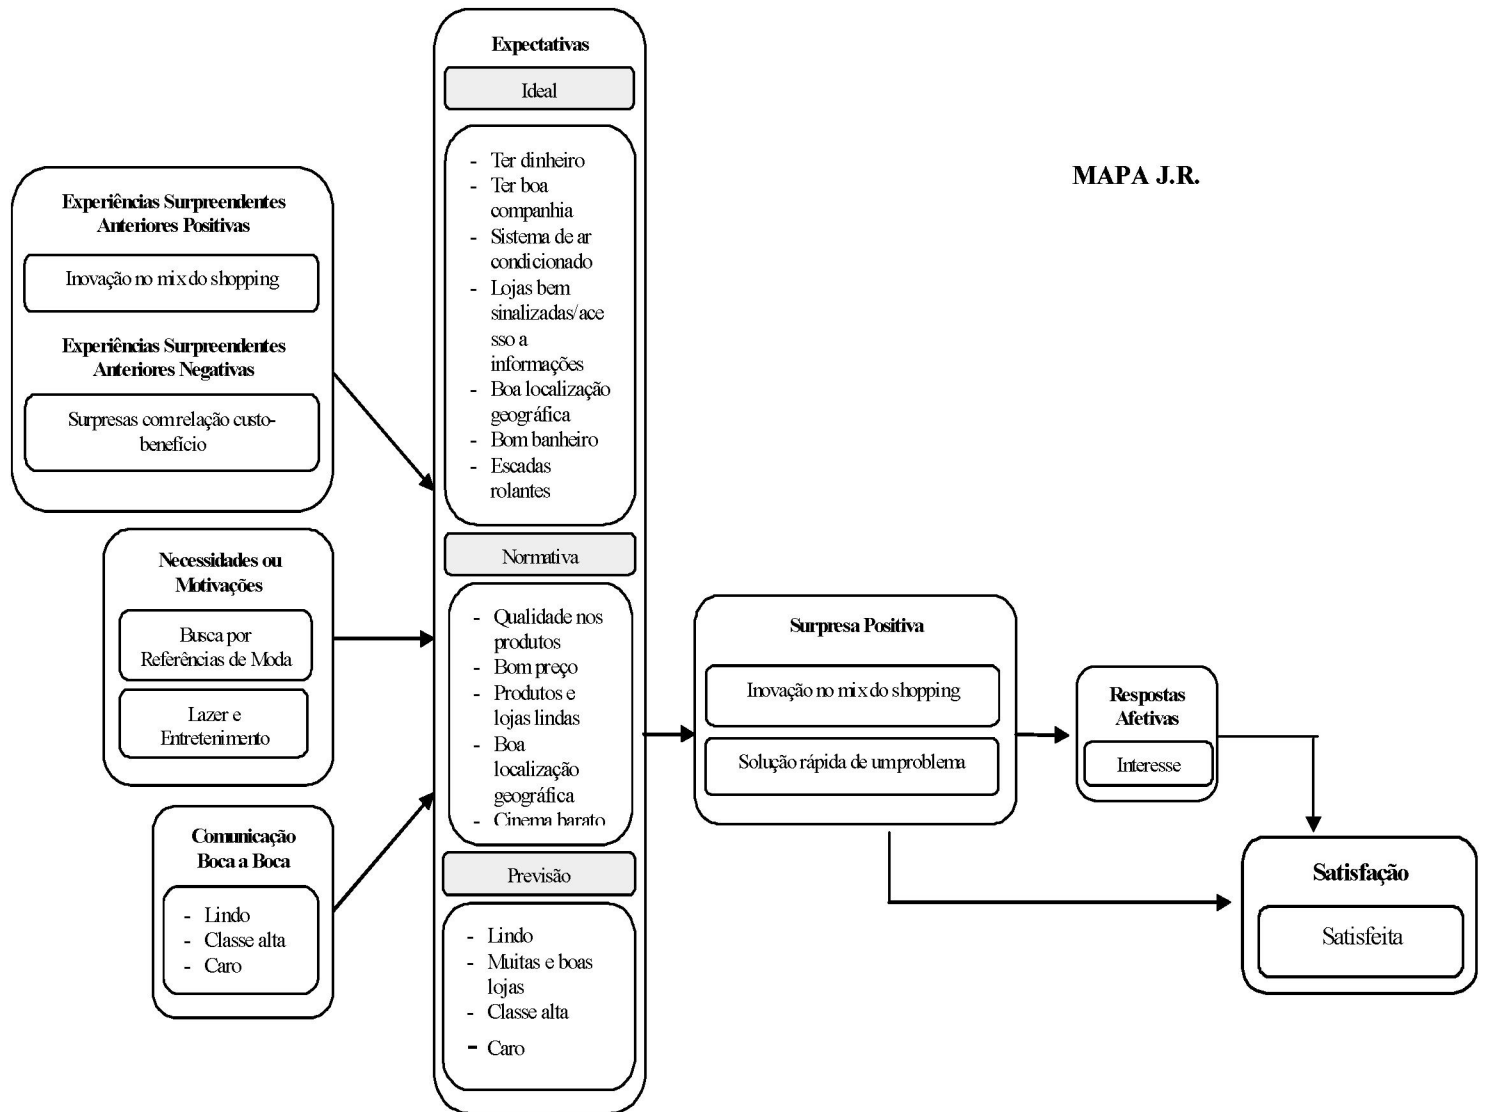 MAPA J.R.
Experiências Surpreendentes
Anteriores Positivas
Inovação no mix do shopping
Experiências Surpreendentes
Anteriores Negativas
Surpresas com relação custo-
benefício
Necessidades ou
Motivações
Busca por
Referências de Moda
Lazer e
Entretenimento
Comunicação
Boca a Boca
- Lindo
- Classe alta
- Caro
Expectativas
Ideal
- Ter dinheiro
- Ter boa
companhia
- Sistema de ar
condicionado
- Lojas bem
sinalizadas/ace
sso a
informações
- Boa localização
geográfica
- Bom banheiro
- Escadas
rolantes
Normativa
- Qualidade nos
produtos
- Bom preço
- Produtos e
lojas lindas
- Boa
localização
geográfica
- Cinema barato
Previsão
- Lindo
- Muitas e boas
lojas
- Classe alta
- Caro
Surpresa Positiva
Inovação no mix do shopping
Solução rápida de um problema
Respostas
Afetivas
Interesse
Satisfação
Satisfeita